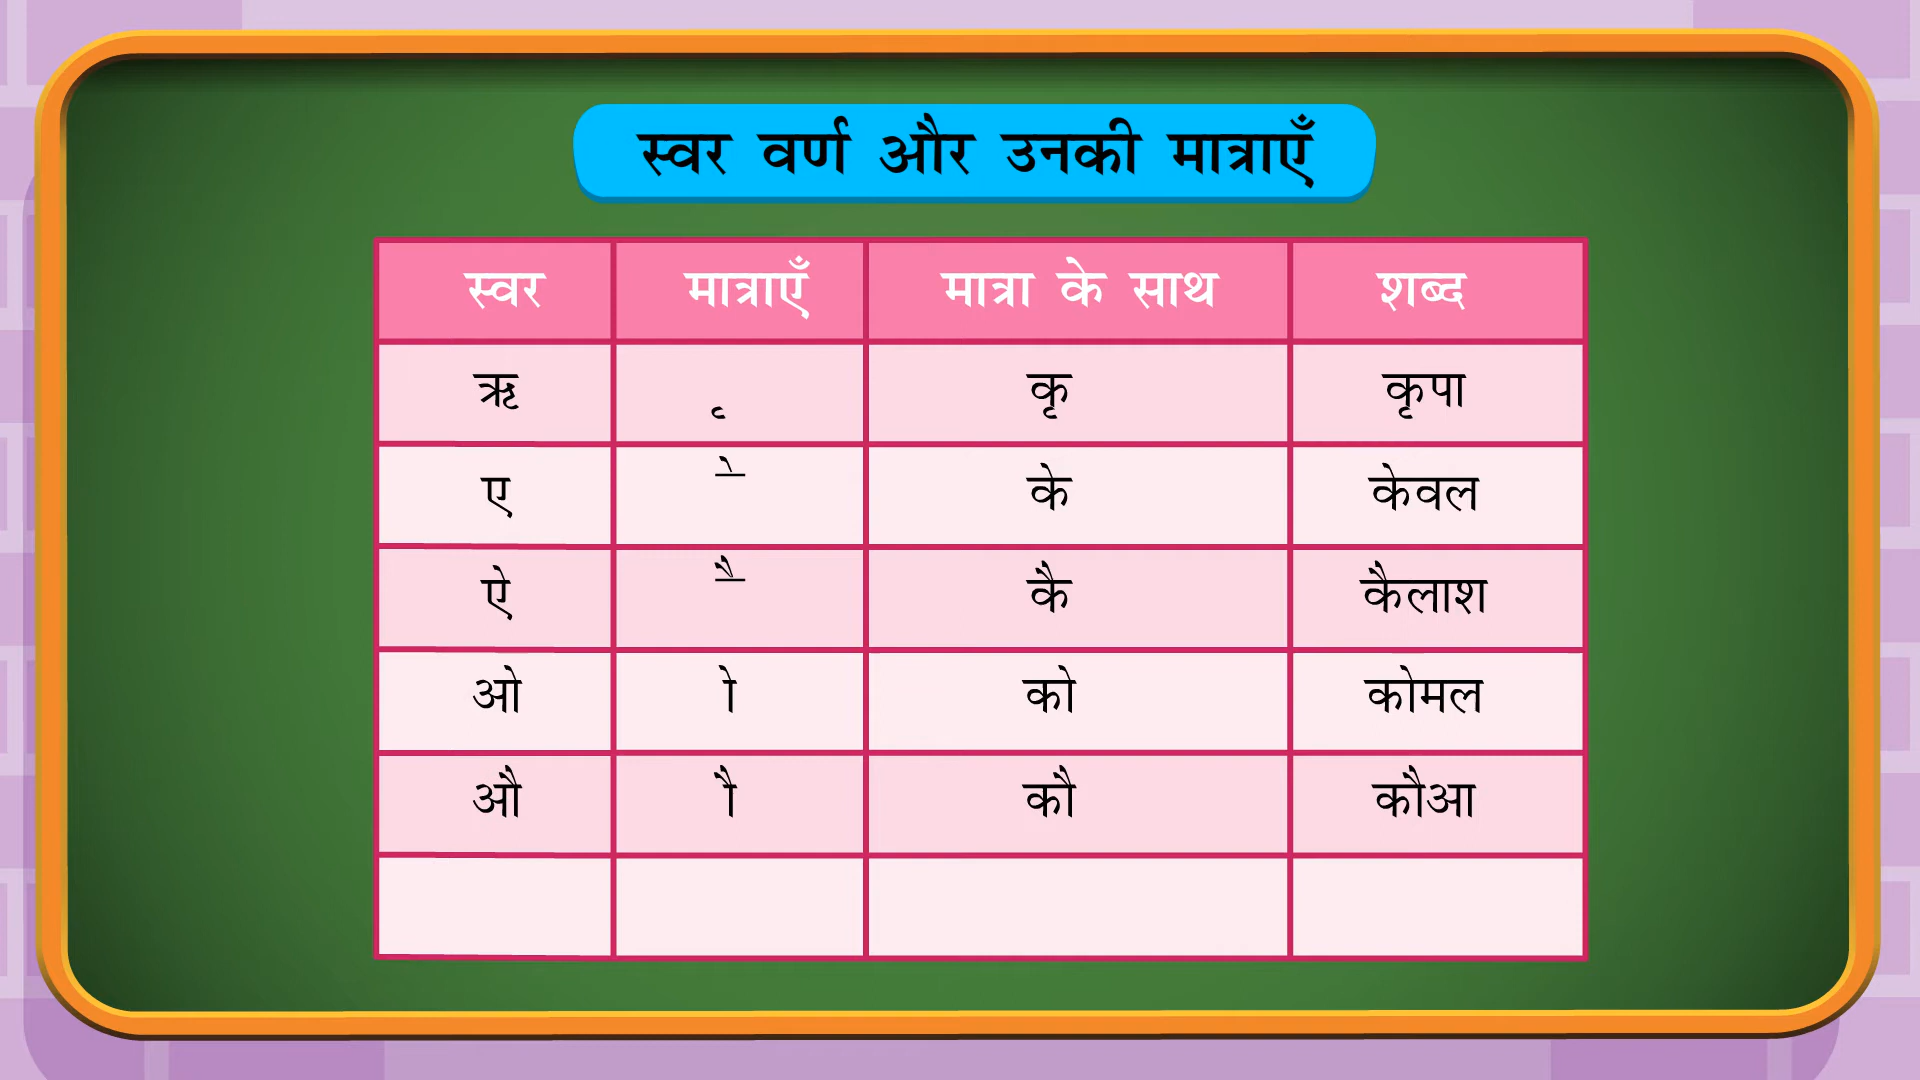 स्वर वर्ण और उनकी मात्राएँ
स्वर मात्राएँ मात्रा के साथ शब्द
ऋ ृ कृ कृपा
ए े के केवल
ऐ ै कै कैलाश
ओ ो को कोमल
औ ौ कौ कौआ